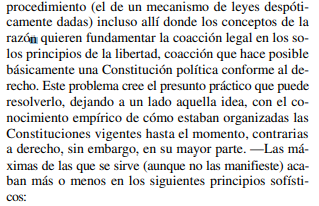 procedimiento (el de un mecanismo de leyes despóti-
camente dadas) incluso allí donde los conceptos de la
razón quieren fundamentar la coacción legal en los so-
los principios de la libertad, coacción que hace posible
básicamente una Constitución política conforme al de-
recho. Este problema cree el presunto práctico que puede
resolverlo, dejando a un lado aquella idea, con el co-
nocimiento empírico de cómo estaban organizadas las
Constituciones vigentes hasta el momento, contrarias
a derecho, sin embargo, en su mayor parte. —Las má-
ximas de las que se sirve (aunque no las manifieste) aca-
ban más o menos en los siguientes principios sofísti-
cos: